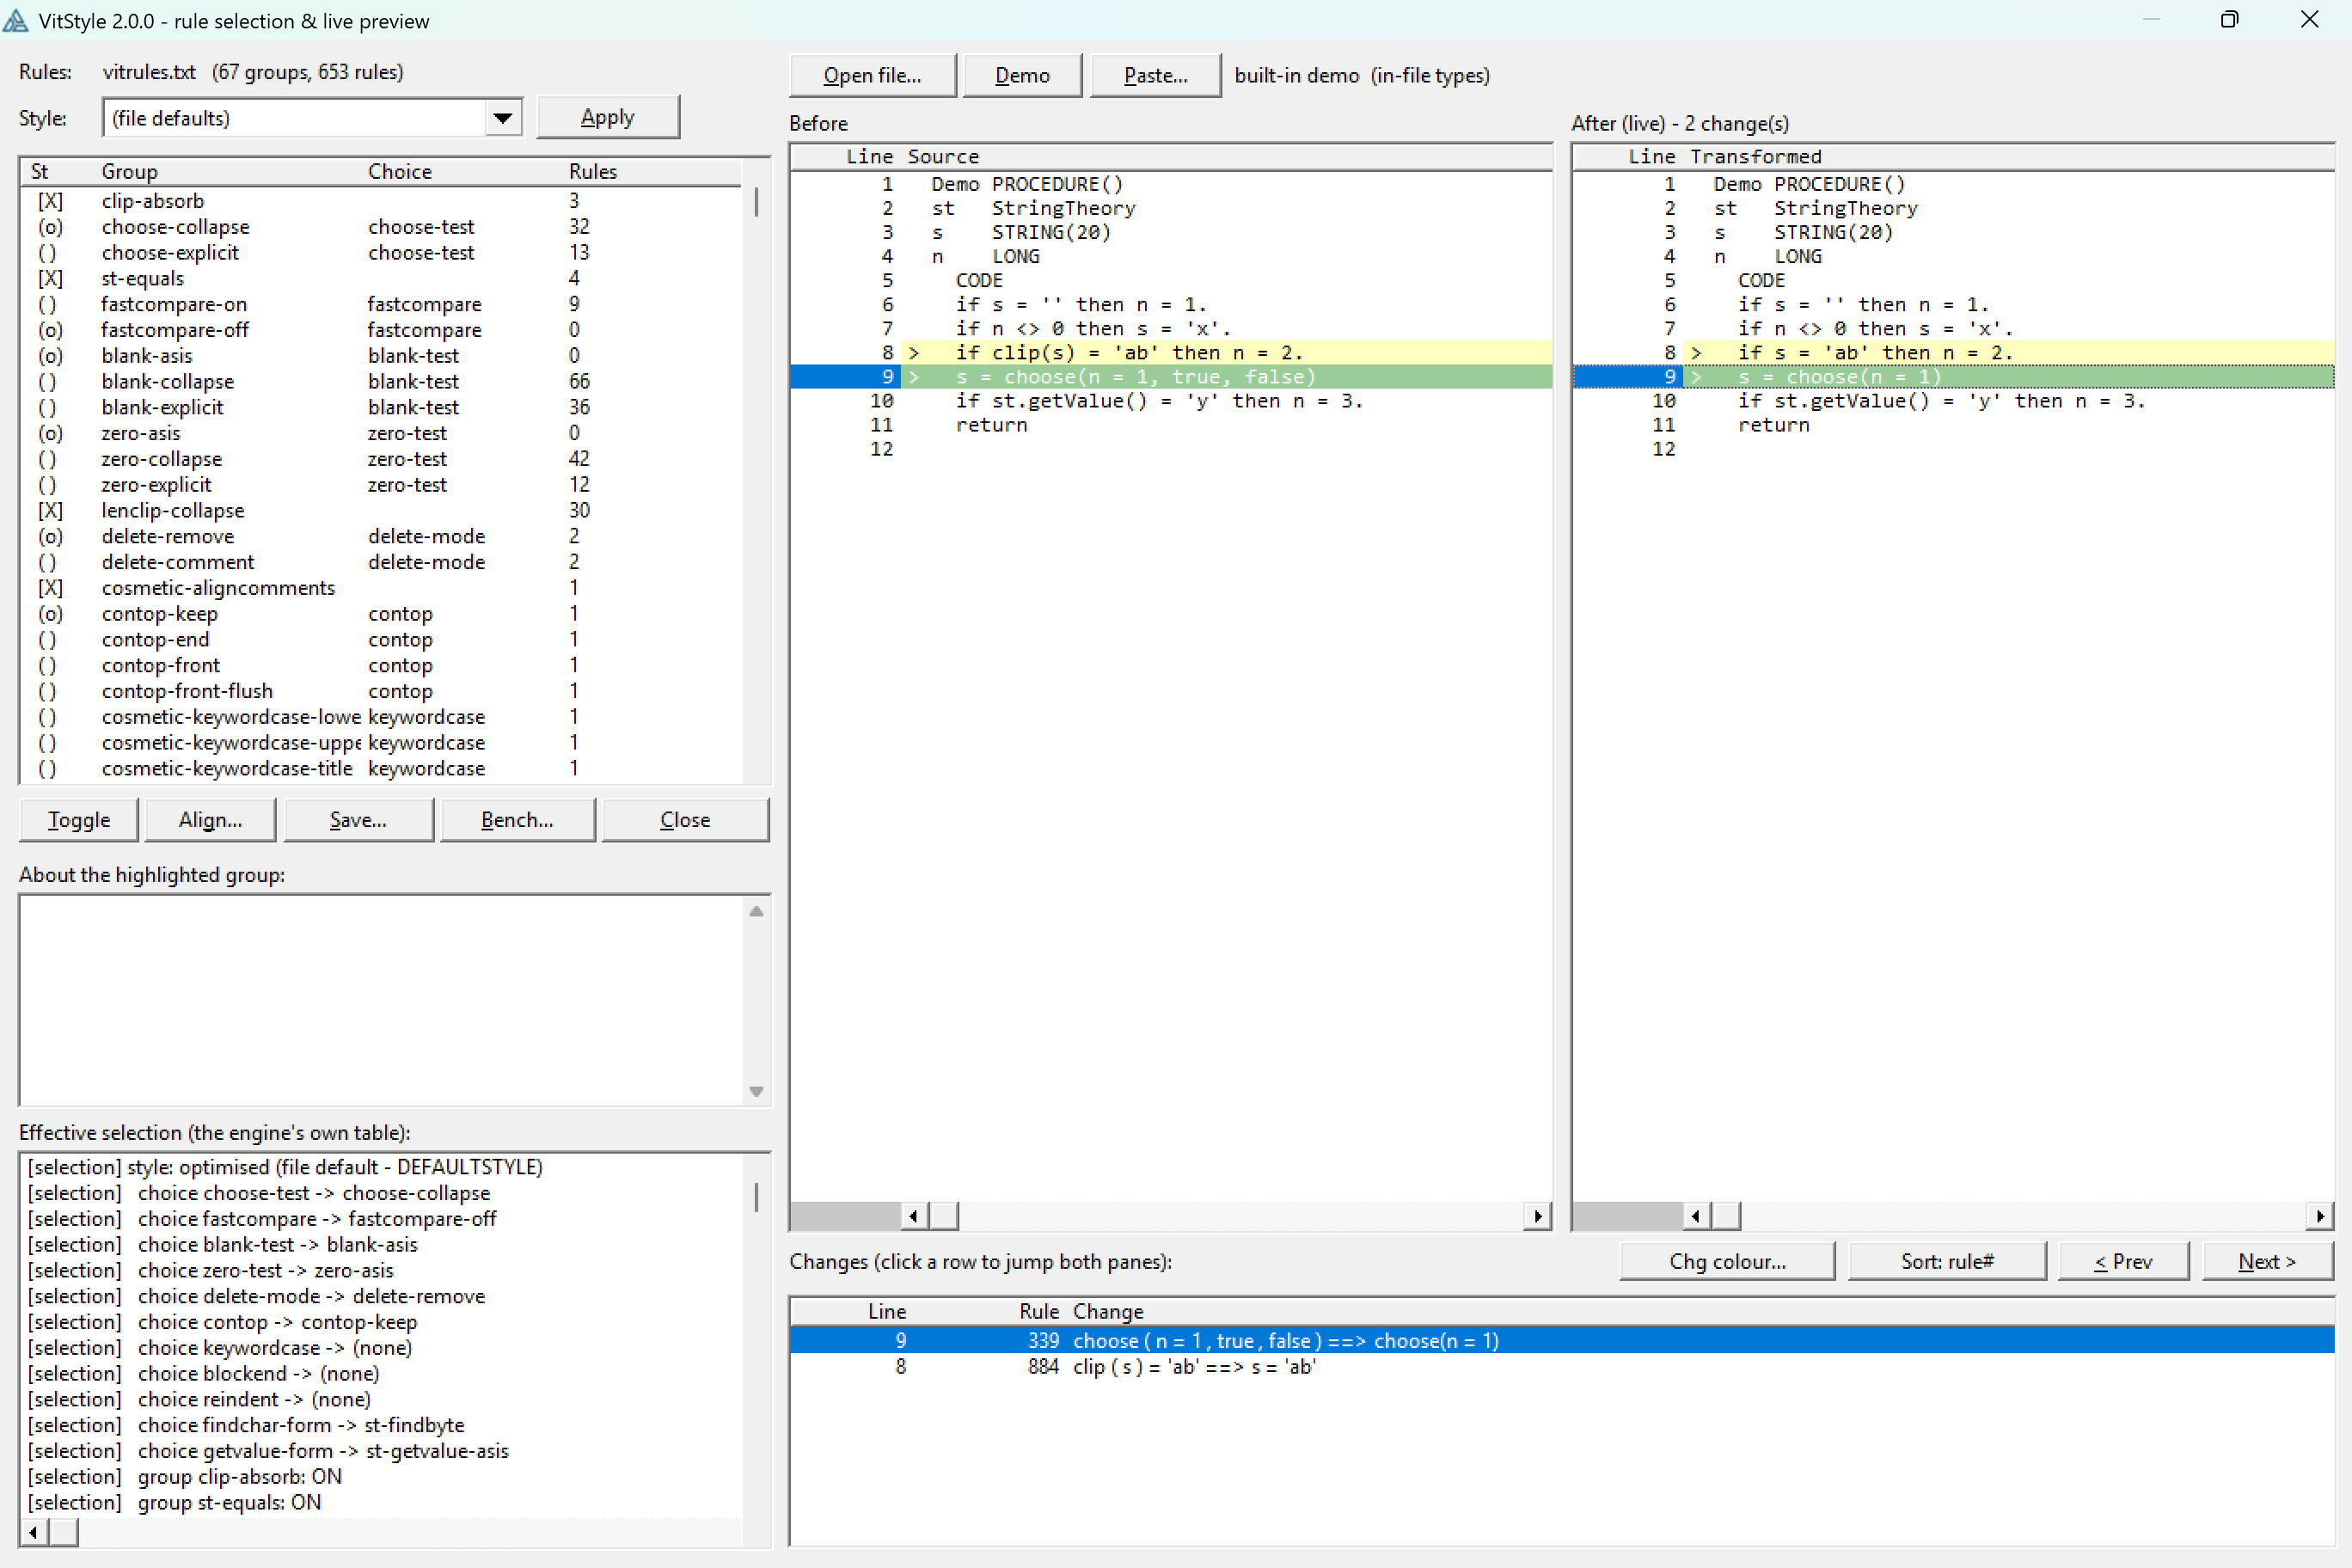 VitStyle 2.0.0 - rule selection & live preview
Rules: vitrules.txt (67 groups, 653 rules)
Style: (file defaults) Apply
St Group Choice Rules
[X] clip-absorb 3
(o) choose-collapse choose-test 32
( ) choose-explicit choose-test 13
[X] st-equals 4
( ) fastcompare-on fastcompare 9
(o) fastcompare-off fastcompare 0
(o) blank-asis blank-test 0
( ) blank-collapse blank-test 66
( ) blank-explicit blank-test 36
(o) zero-asis zero-test 0
( ) zero-collapse zero-test 42
( ) zero-explicit zero-test 12
[X] lenclip-collapse 30
(o) delete-remove delete-mode 2
( ) delete-comment delete-mode 2
[X] cosmetic-aligncomments 1
(o) contop-keep contop 1
( ) contop-end contop 1
( ) contop-front contop 1
( ) contop-front-flush contop 1
( ) cosmetic-keywordcase-lowe keywordcase 1
( ) cosmetic-keywordcase-uppe keywordcase 1
( ) cosmetic-keywordcase-title keywordcase 1
Toggle Align... Save... Bench... Close
About the highlighted group:
Effective selection (the engine's own table):
[selection] style: optimised (file default - DEFAULTSTYLE)
[selection] choice choose-test -> choose-collapse
[selection] choice fastcompare -> fastcompare-off
[selection] choice blank-test -> blank-asis
[selection] choice zero-test -> zero-asis
[selection] choice delete-mode -> delete-remove
[selection] choice contop -> contop-keep
[selection] choice keywordcase -> (none)
[selection] choice blockend -> (none)
[selection] choice reindent -> (none)
[selection] choice findchar-form -> st-findbyte
[selection] choice getvalue-form -> st-getvalue-asis
[selection] group clip-absorb: ON
[selection] group st-equals: ON
Open file... Demo Paste... built-in demo (in-file types)
Before
Line Source
1 Demo PROCEDURE()
2 st StringTheory
3 s STRING(20)
4 n LONG
5 CODE
6 if s = '' then n = 1.
7 if n <> 0 then s = 'x'.
8 > if clip(s) = 'ab' then n = 2.
9 > s = choose(n = 1, true, false)
10 if st.getValue() = 'y' then n = 3.
11 return
12
After (live) - 2 change(s)
Line Transformed
1 Demo PROCEDURE()
2 st StringTheory
3 s STRING(20)
4 n LONG
5 CODE
6 if s = '' then n = 1.
7 if n <> 0 then s = 'x'.
8 > if s = 'ab' then n = 2.
9 > s = choose(n = 1)
10 if st.getValue() = 'y' then n = 3.
11 return
12
Changes (click a row to jump both panes): Chg colour... Sort: rule# < Prev Next >
Line Rule Change
9 339 choose ( n = 1 , true , false ) ==> choose(n = 1)
8 884 clip ( s ) = 'ab' ==> s = 'ab'